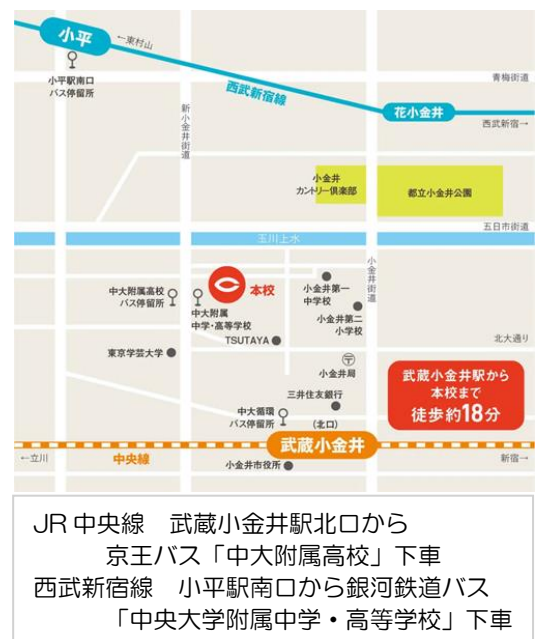 小平
←東村山
小平駅南口
バス停留所
西武新宿線
青梅街道
花小金井
西武新宿→
新小金井街道
小金井
カントリー倶楽部
都立小金井公園
五日市街道
玉川上水
小金井街道
中大附属高校
バス停留所
本校
中大附属
中学・高等学校
小金井第一
中学校
小金井第二
小学校
TSUTAYA
北大通り
東京学芸大学
〒
小金井局
武蔵小金井駅から
本校まで
徒歩約18分
三井住友銀行
中大循環
バス停留所
(北口)
武蔵小金井
←立川
中央線
小金井市役所
新宿→
JR中央線 武蔵小金井駅北口から
京王バス「中大附属高校」下車
西武新宿線 小平駅南口から銀河鉄道バス
「中央大学附属中学・高等学校」下車